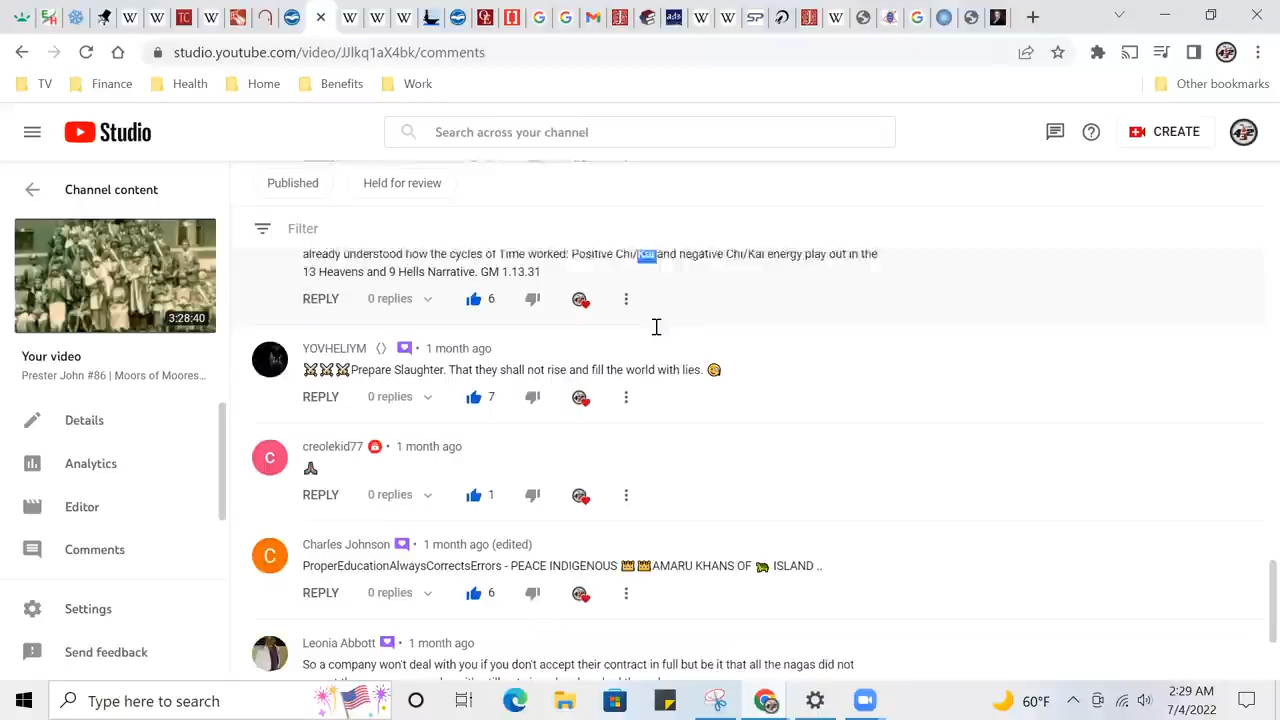 studio.youtube.com/video/JJlkq1aX4bk/comments
TV
Finance
Health
Home
Benefits
Work
Other bookmarks
Studio
Search across your channel
CREATE
Channel content
Published
Held for review
Filter
3:28:40
Your video
Prester John #86 | Moors of Moores...
Details
Analytics
Editor
Comments
Settings
Send feedback
already understood how the cycles of Time worked: Positive Chi/Kai and negative Chi/Kai energy play out in the
13 Heavens and 9 Hells Narrative. GM 1.13.31
REPLY 0 replies 6
YOVHELIYM 〈〉 • 1 month ago
⚔⚔⚔Prepare Slaughter. That they shall not rise and fill the world with lies.
REPLY 0 replies 7
creolekid77 • 1 month ago
REPLY 0 replies 1
C
Charles Johnson • 1 month ago (edited)
ProperEducationAlwaysCorrectsErrors - PEACE INDIGENOUS 👑👑AMARU KHANS OF 🐢 ISLAND ..
C
REPLY 0 replies 6
Leonia Abbott • 1 month ago
So a company won't deal with you if you don't accept their contract in full but be it that all the nagas did not
Type here to search
60°F
2:29 AM
7/4/2022